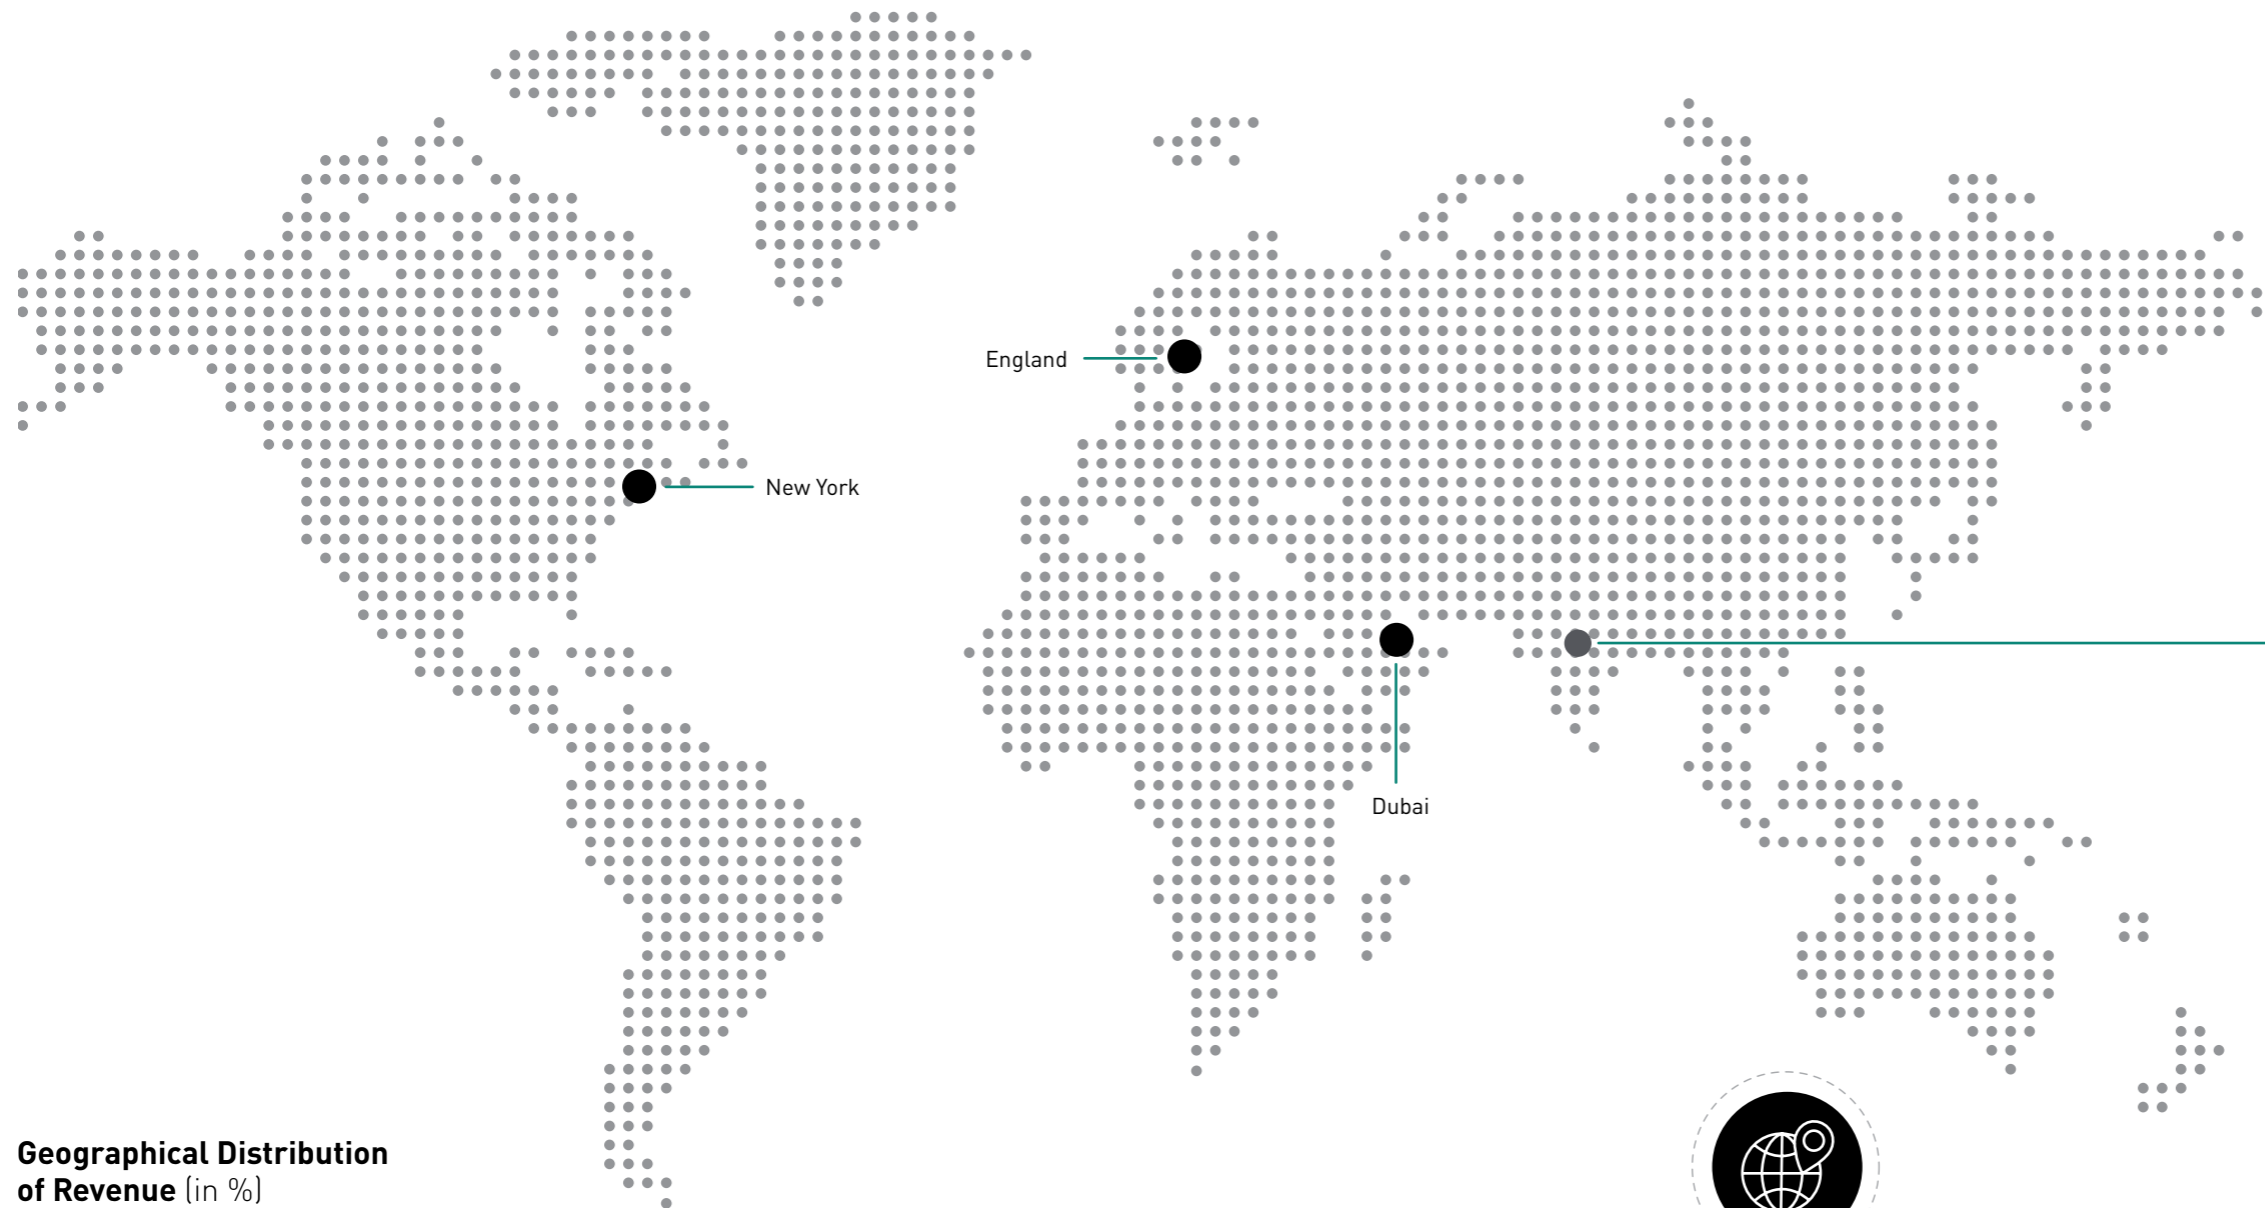 England
New York
Dubai
Geographical Distribution
of Revenue (in %)